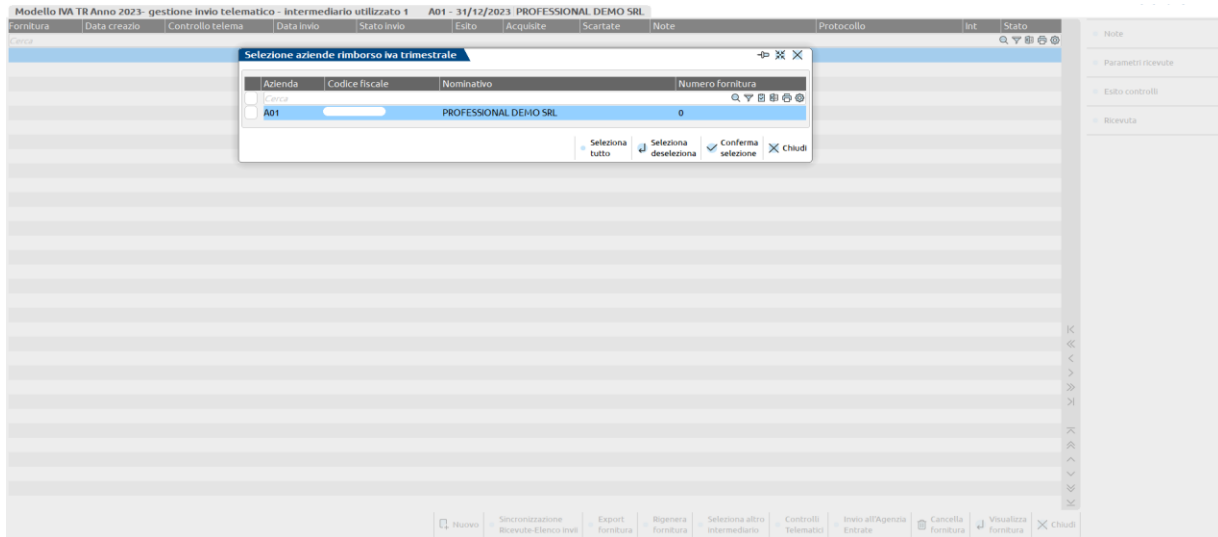 Modello IVA TR Anno 2023- gestione invio telematico - intermediario utilizzato 1 A01 - 31/12/2023 PROFESSIONAL DEMO SRL
Fornitura Data creazio Controllo telema Data invio Stato invio Esito Acquisite Scartate Note Protocollo Int Stato
Cerca
Note
Parametri ricevute
Esito controlli
Ricevuta
Selezione aziende rimborso iva trimestrale
Azienda Codice fiscale Nominativo Numero fornitura
Cerca
A01 PROFESSIONAL DEMO SRL 0
Seleziona tutto
Seleziona deseleziona
Conferma selezione
Chiudi
Nuovo
Sincronizzazione
Ricevute-Elenco invii
Export
fornitura
Rigenera
fornitura
Seleziona altro
intermediario
Controlli
Telematici
Invio all'Agenzia
Entrate
Cancella
fornitura
Visualizza
fornitura
Chiudi